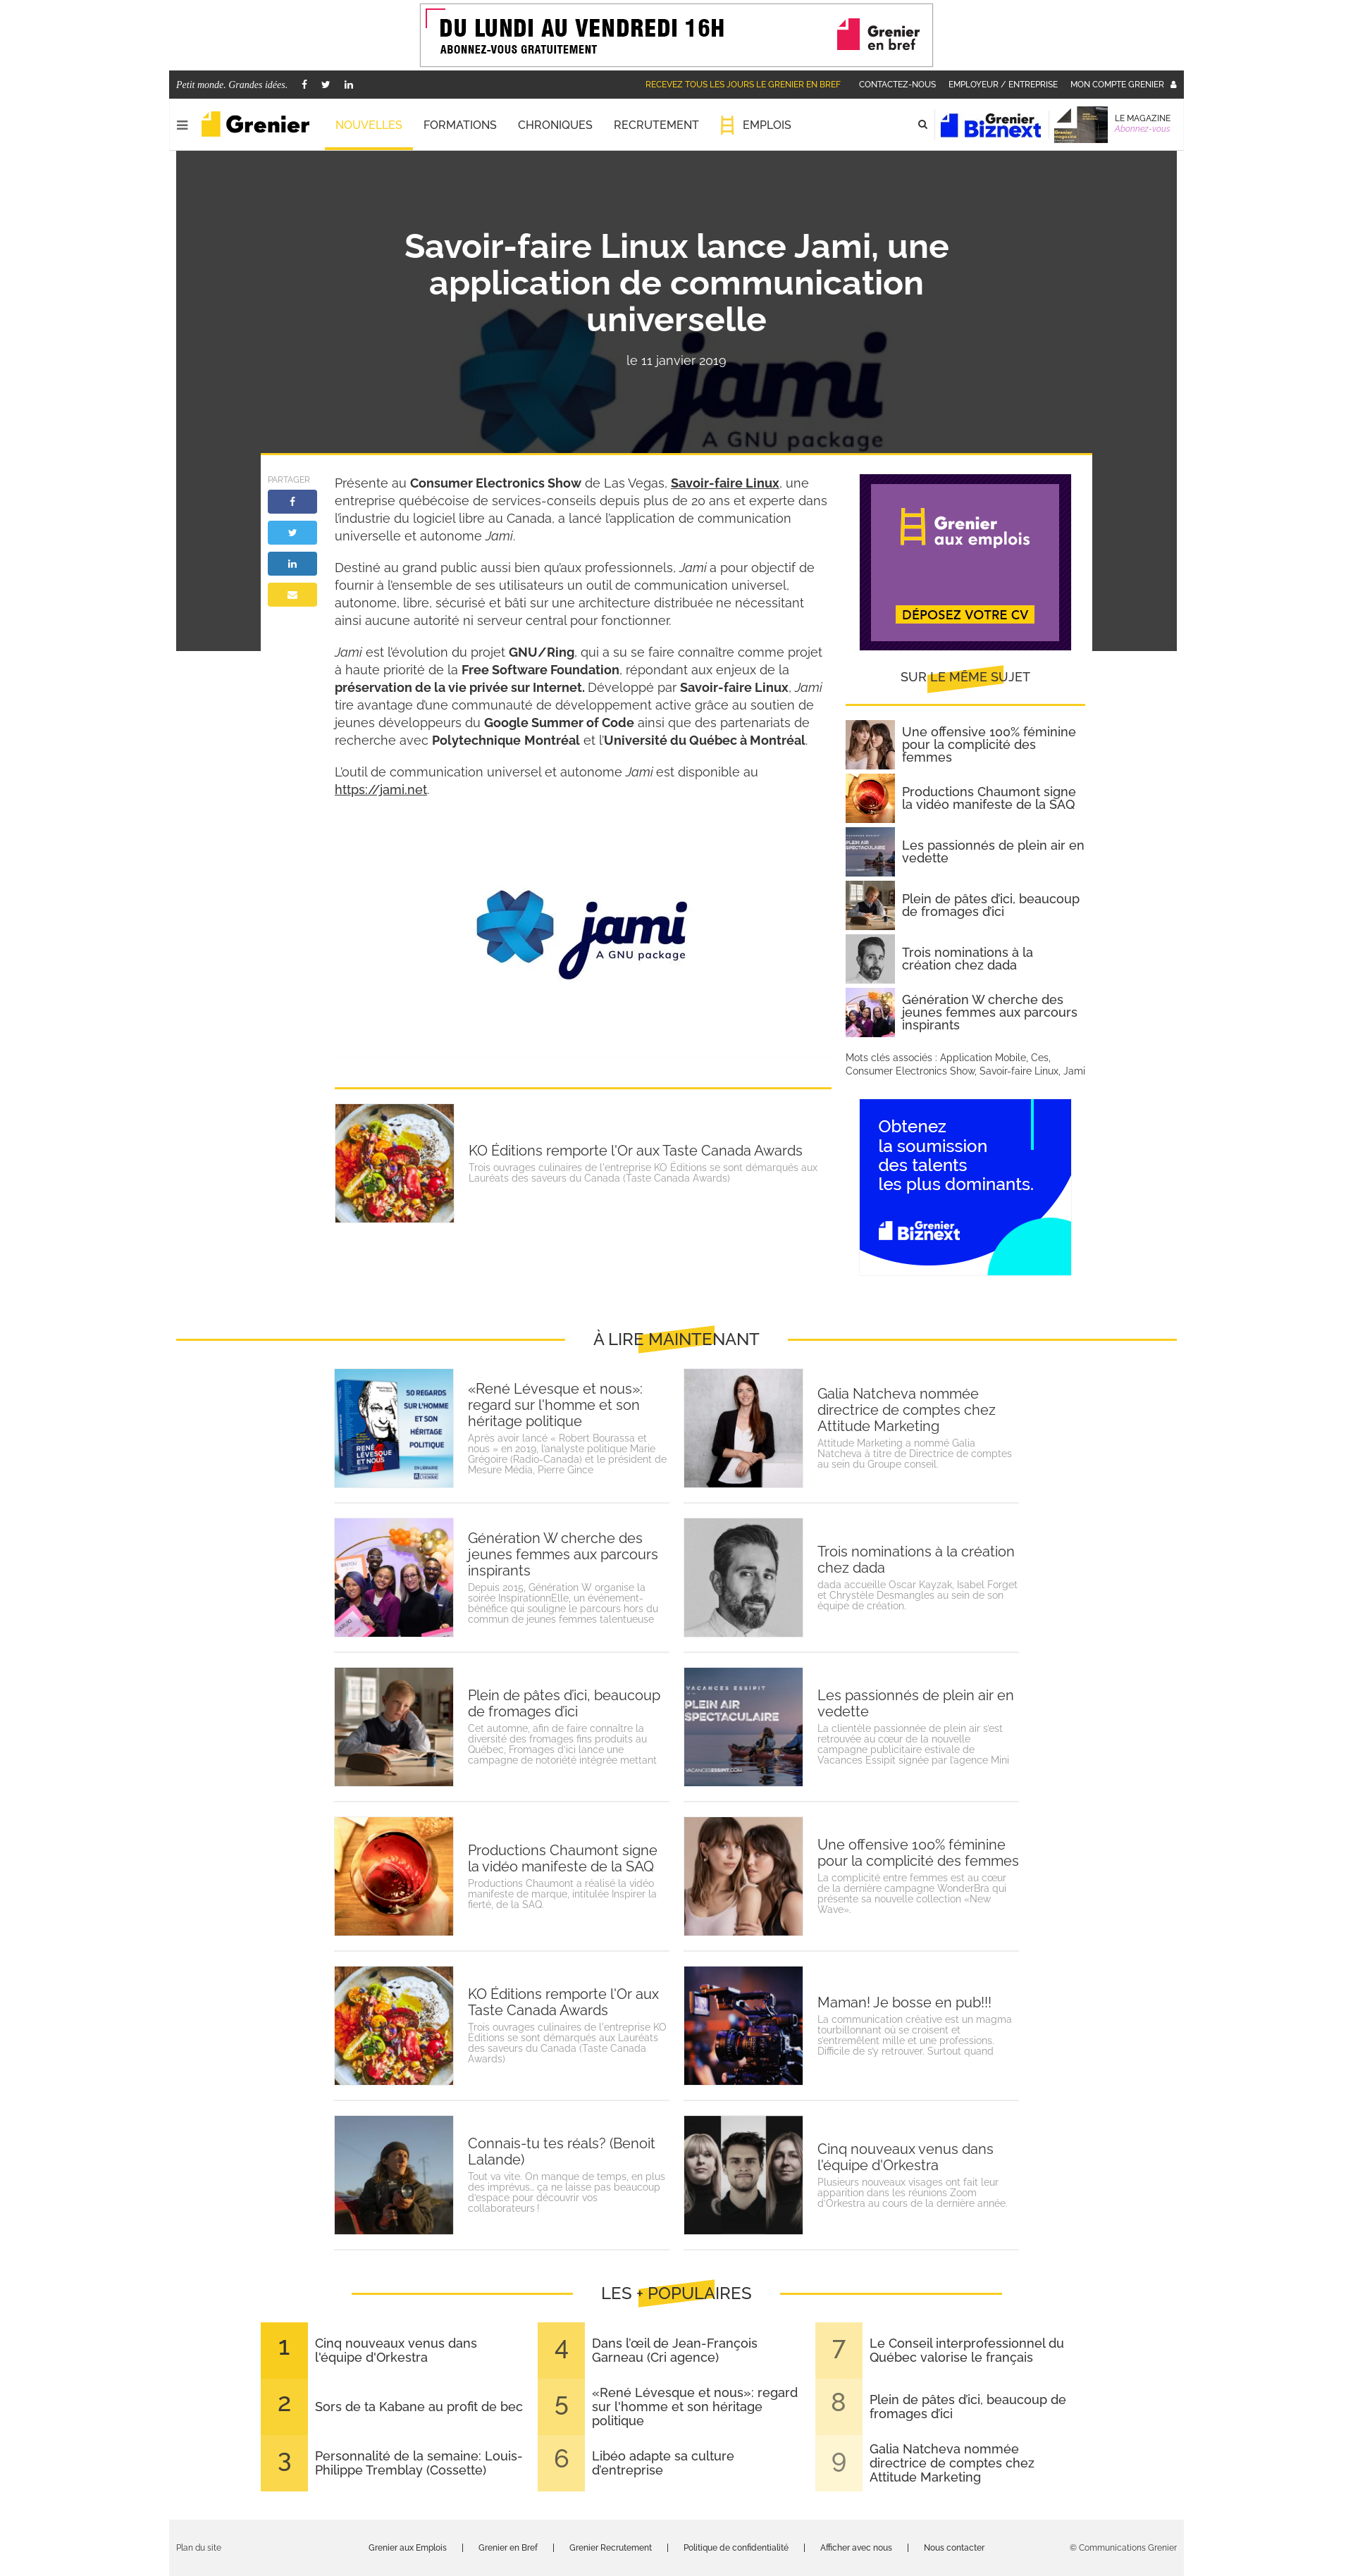 DU LUNDI AU VENDREDI 16H
ABONNEZ-VOUS GRATUITEMENT
Grenier
en bref
Petit monde. Grandes idées.
RECEVEZ TOUS LES JOURS LE GRENIER EN BREF
CONTACTEZ-NOUS
EMPLOYEUR / ENTREPRISE
MON COMPTE GRENIER
Grenier
NOUVELLES
FORMATIONS
CHRONIQUES
RECRUTEMENT
EMPLOIS
Grenier
Biznext
LE MAGAZINE
Abonnez-vous
Savoir-faire Linux lance Jami, une
application de communication
universelle
le 11 janvier 2019
jami
A GNU package
PARTAGER
Présente au Consumer Electronics Show de Las Vegas, Savoir-faire Linux, une
entreprise québécoise de services-conseils depuis plus de 20 ans et experte dans
l'industrie du logiciel libre au Canada, a lancé l'application de communication
universelle et autonome Jami.
Destiné au grand public aussi bien qu'aux professionnels, Jami a pour objectif de
fournir à l'ensemble de ses utilisateurs un outil de communication universel,
autonome, libre, sécurisé et bâti sur une architecture distribuée ne nécessitant
ainsi aucune autorité ni serveur central pour fonctionner.
Jami est l'évolution du projet GNU/Ring, qui a su se faire connaître comme projet
à haute priorité de la Free Software Foundation, répondant aux enjeux de la
préservation de la vie privée sur Internet. Développé par Savoir-faire Linux, Jami
tire avantage d'une communauté de développement active grâce au soutien de
jeunes développeurs du Google Summer of Code ainsi que des partenariats de
recherche avec Polytechnique Montréal et l'Université du Québec à Montréal.
L'outil de communication universel et autonome Jami est disponible au
https://jami.net.
jami
A GNU package
Grenier
aux emplois
DÉPOSEZ VOTRE CV
SUR LE MÊME SUJET
Une offensive 100% féminine
pour la complicité des
femmes
Productions Chaumont signe
la vidéo manifeste de la SAQ
Les passionnés de plein air en
vedette
Plein de pâtes d'ici, beaucoup
de fromages d'ici
Trois nominations à la
création chez dada
Génération W cherche des
jeunes femmes aux parcours
inspirants
Mots clés associés : Application Mobile, Ces,
Consumer Electronics Show, Savoir-faire Linux, Jami
Obtenez
la soumission
des talents
les plus dominants.
Grenier
Biznext
KO Éditions remporte l'Or aux Taste Canada Awards
Trois ouvrages culinaires de l'entreprise KO Éditions se sont démarqués aux
Lauréats des saveurs du Canada (Taste Canada Awards)
À LIRE MAINTENANT
50 REGARDS
SUR L'HOMME
ET SON
HÉRITAGE
POLITIQUE
RENÉ LÉVESQUE
ET NOUS
«René Lévesque et nous»:
regard sur l'homme et son
héritage politique
Après avoir lancé « Robert Bourassa et
nous » en 2019, l'analyste politique Marie
Grégoire (Radio-Canada) et le président de
Mesure Média, Pierre Gince
Galia Natcheva nommée
directrice de comptes chez
Attitude Marketing
Attitude Marketing a nommé Galia
Natcheva à titre de Directrice de comptes
au sein du Groupe conseil.
Génération W cherche des
jeunes femmes aux parcours
inspirants
Depuis 2015, Génération W organise la
soirée InspirationnElle, un événement-
bénéfice qui souligne le parcours hors du
commun de jeunes femmes talentueuse
Trois nominations à la création
chez dada
dada accueille Oscar Kayzak, Isabel Forget
et Chrystèle Desmangles au sein de son
équipe de création.
Plein de pâtes d'ici, beaucoup
de fromages d'ici
Cet automne, afin de faire connaître la
diversité des fromages fins produits au
Québec, Fromages d'ici lance une
campagne de notoriété intégrée mettant
VACANCES ESSIPIT
PLEIN AIR
SPECTACULAIRE
VACANCESESSIPIT.COM
Les passionnés de plein air en
vedette
La clientèle passionnée de plein air s'est
retrouvée au cœur de la nouvelle
campagne publicitaire estivale de
Vacances Essipit signée par l'agence Mini
Productions Chaumont signe
la vidéo manifeste de la SAQ
Productions Chaumont a réalisé la vidéo
manifeste de marque, intitulée Inspirer la
fierté, de la SAQ.
Une offensive 100% féminine
pour la complicité des femmes
La complicité entre femmes est au cœur
de la dernière campagne WonderBra qui
présente sa nouvelle collection «New
Wave».
KO Éditions remporte l'Or aux
Taste Canada Awards
Trois ouvrages culinaires de l'entreprise KO
Éditions se sont démarqués aux Lauréats
des saveurs du Canada (Taste Canada
Awards)
Maman! Je bosse en pub!!!
La communication créative est un magma
tourbillonnant où se croisent et
s'entremêlent mille et une professions.
Difficile de s'y retrouver. Surtout quand
Connais-tu tes réals? (Benoit
Lalande)
Tout va vite. On manque de temps, en plus
des imprévus… ça ne laisse pas beaucoup
d'espace pour découvrir vos
collaborateurs !
Cinq nouveaux venus dans
l'équipe d'Orkestra
Plusieurs nouveaux visages ont fait leur
apparition dans les réunions Zoom
d'Orkestra au cours de la dernière année.
LES + POPULAIRES
1
Cinq nouveaux venus dans
l'équipe d'Orkestra
2
Sors de ta Kabane au profit de bec
3
Personnalité de la semaine: Louis-
Philippe Tremblay (Cossette)
4
Dans l'œil de Jean-François
Garneau (Cri agence)
5
«René Lévesque et nous»: regard
sur l'homme et son héritage
politique
6
Libéo adapte sa culture
d'entreprise
7
Le Conseil interprofessionnel du
Québec valorise le français
8
Plein de pâtes d'ici, beaucoup de
fromages d'ici
9
Galia Natcheva nommée
directrice de comptes chez
Attitude Marketing
Plan du site
Grenier aux Emplois | Grenier en Bref | Grenier Recrutement | Politique de confidentialité | Afficher avec nous | Nous contacter
© Communications Grenier